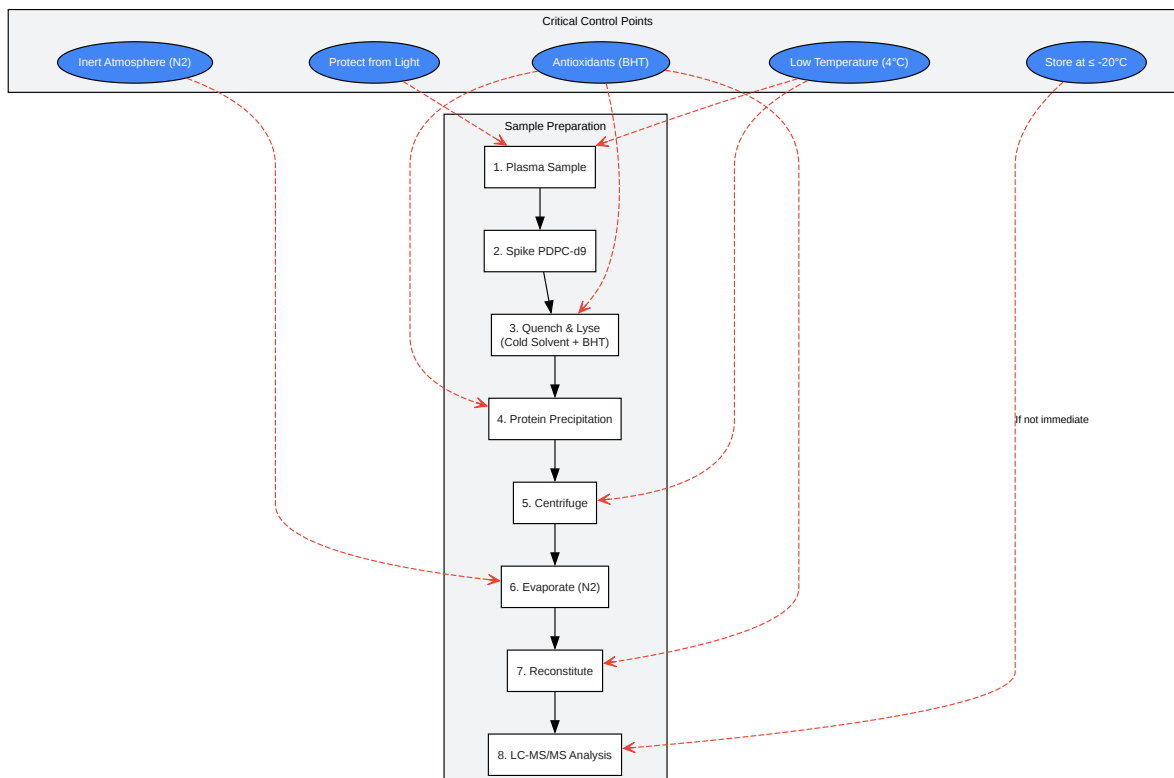 Critical Control Points
Inert Atmosphere (N2)
Protect from Light
Antioxidants (BHT)
Low Temperature (4°C)
Store at ≤ -20°C
Sample Preparation
1. Plasma Sample
2. Spike PDPC-d9
3. Quench & Lyse
(Cold Solvent + BHT)
4. Protein Precipitation
If not immediate
5. Centrifuge
6. Evaporate (N2)
7. Reconstitute
8. LC-MS/MS Analysis